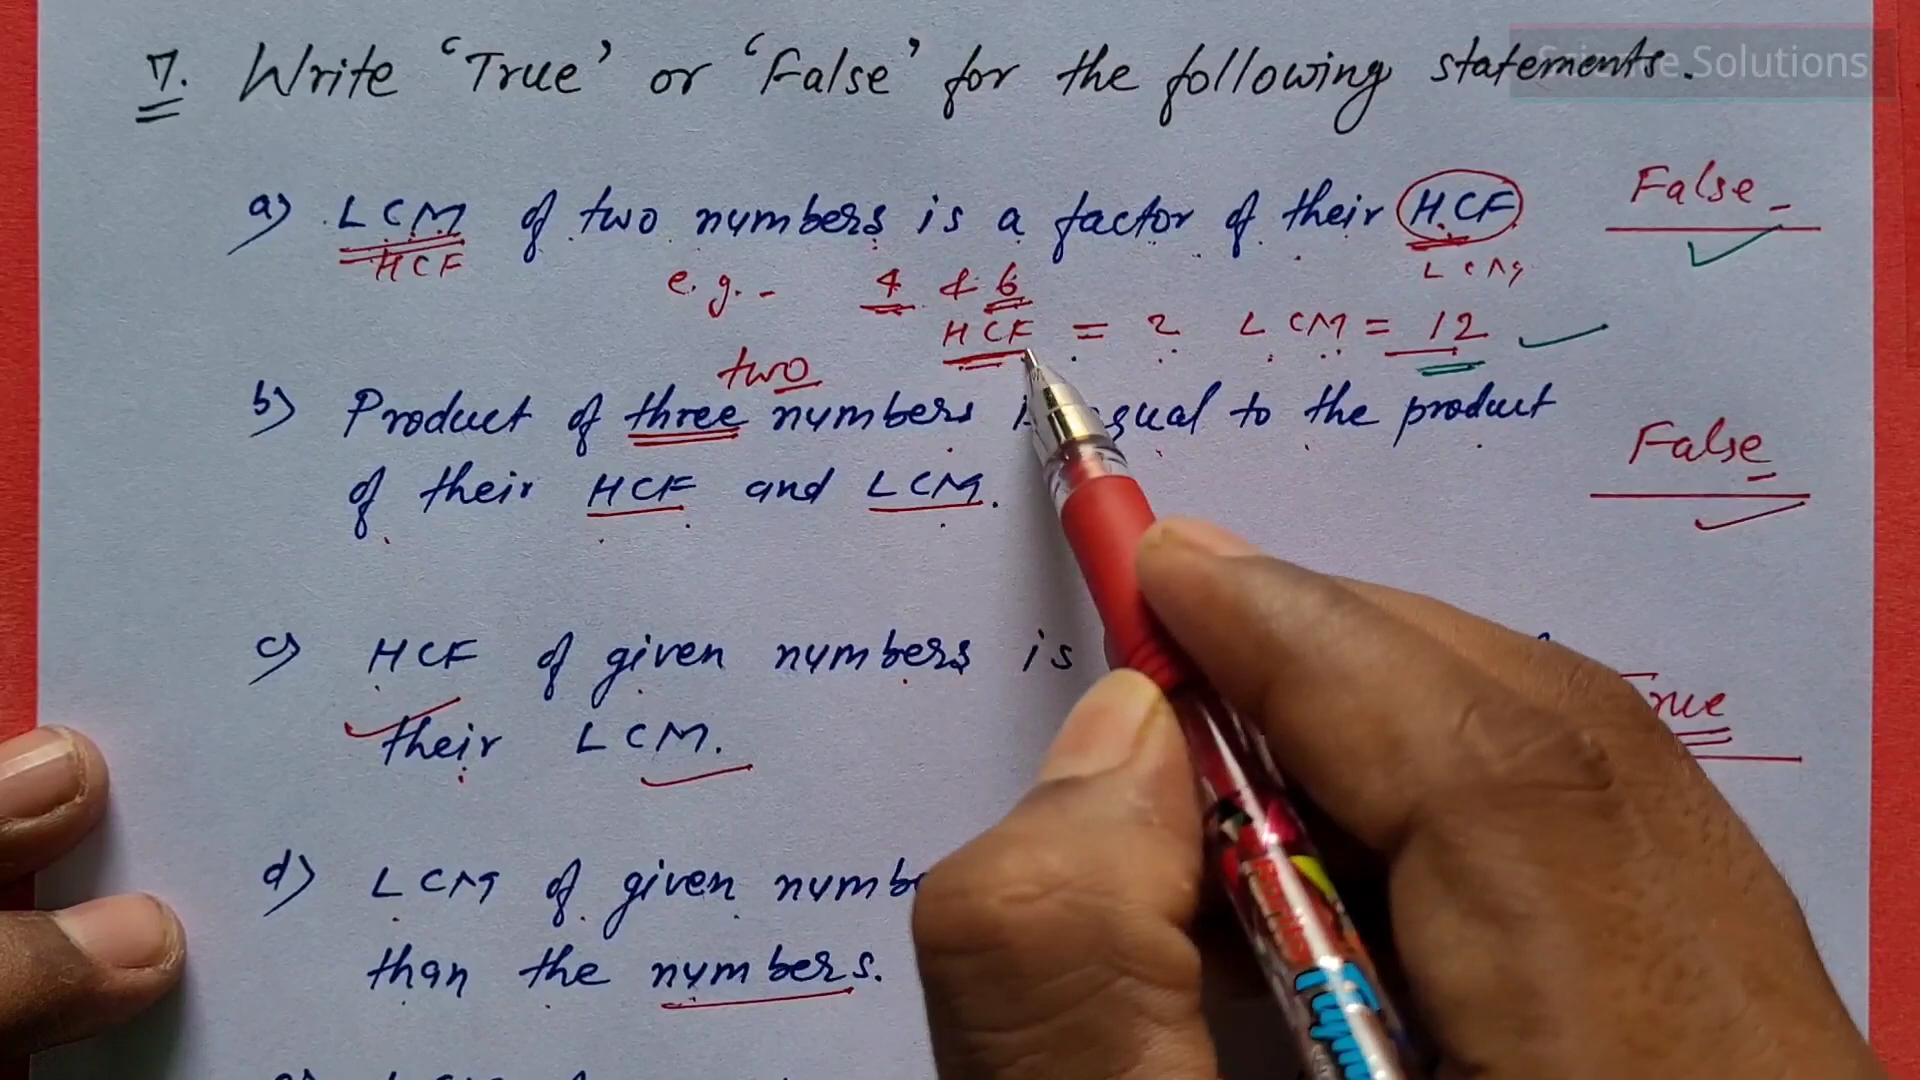 7. Write 'True' or 'False' for the following statements.
Solutions
a) LCM of two numbers is a factor of their HCF False
HCF LCM
e.g. - 4 & 6
HCF = 2 LCM = 12
two
b) Product of three numbers equal to the product False
of their HCF and LCM.
c) HCF of given numbers is
their LCM.
d) LCM of given
than the numbers.